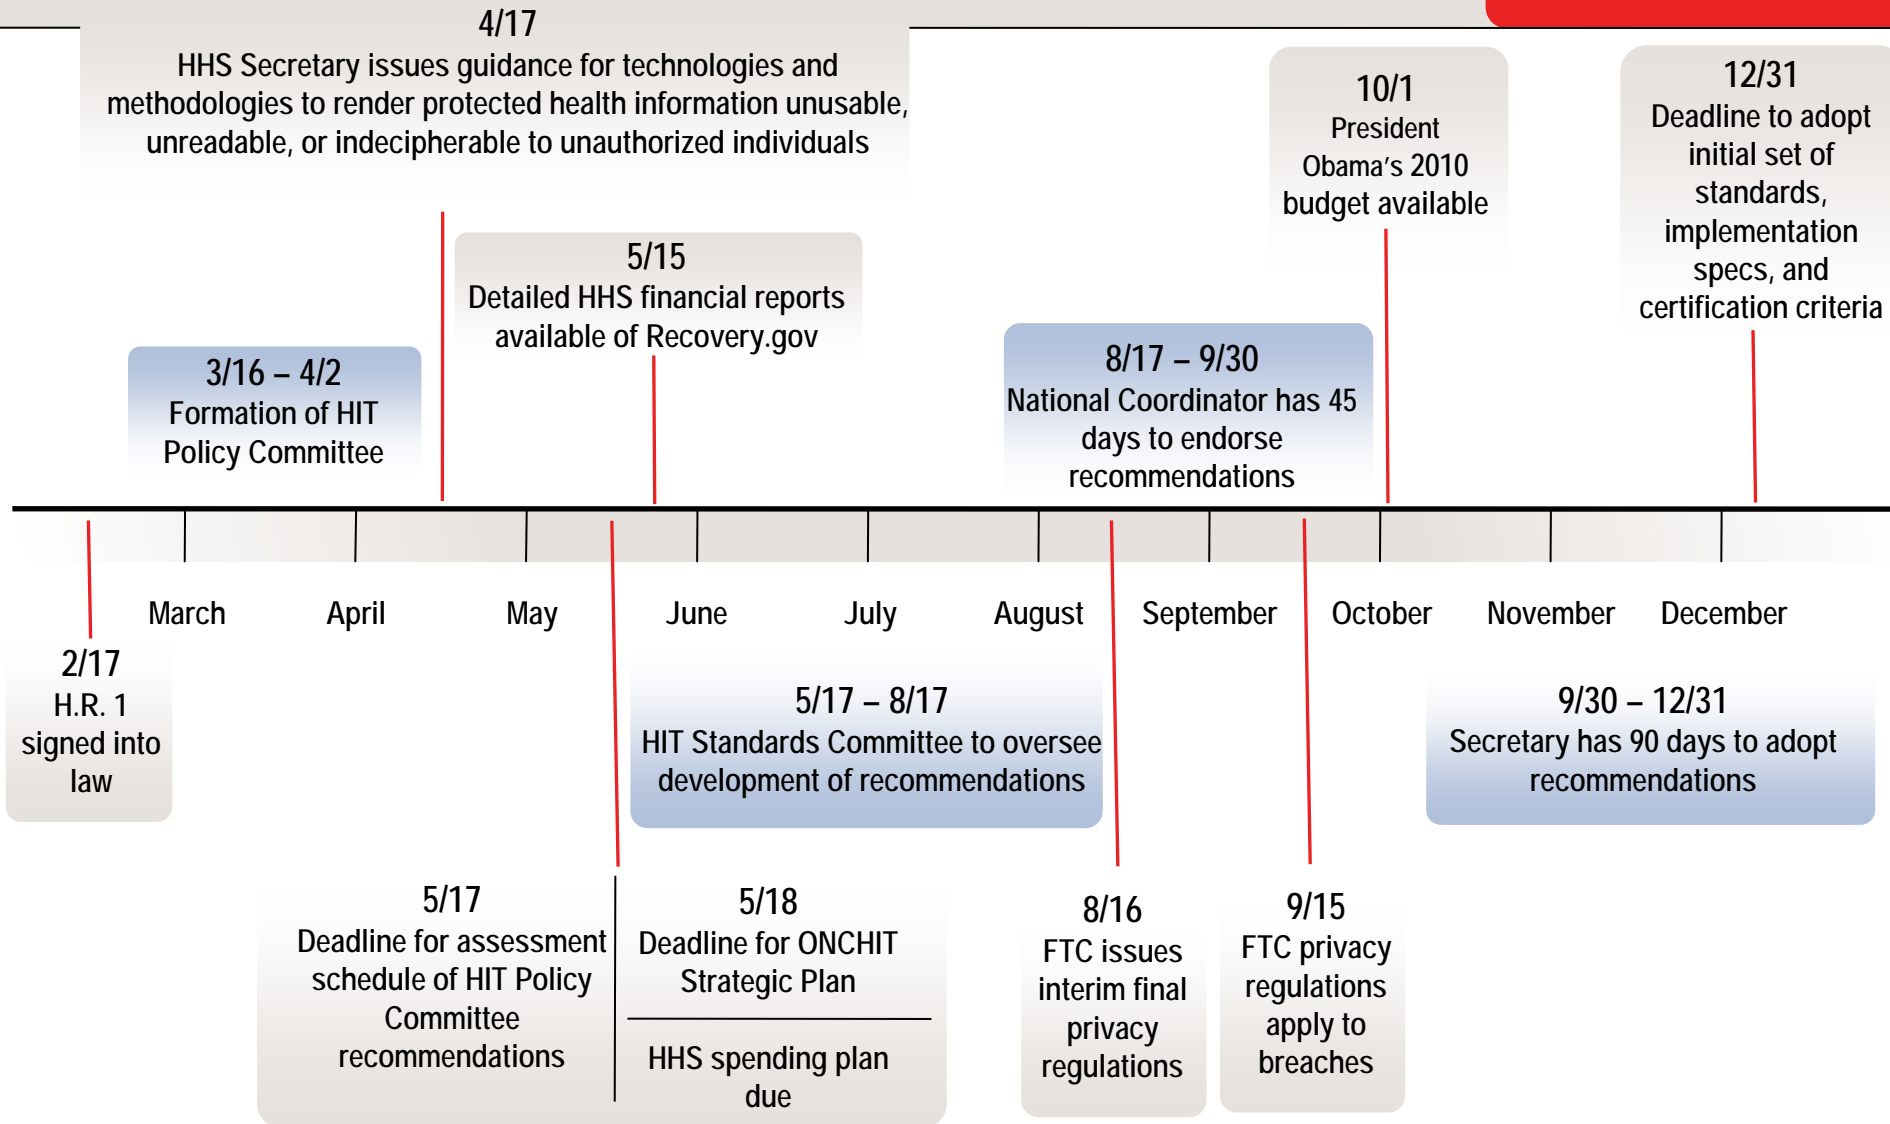 4/17
HHS Secretary issues guidance for technologies and
methodologies to render protected health information unusable,
unreadable, or indecipherable to unauthorized individuals
10/1
President
Obama's 2010
budget available
12/31
Deadline to adopt
initial set of
standards,
implementation
specs, and
certification criteria
5/15
Detailed HHS financial reports
available of Recovery.gov
3/16 – 4/2
Formation of HIT
Policy Committee
8/17 – 9/30
National Coordinator has 45
days to endorse
recommendations
March April May June July August September October November December
2/17
H.R. 1
signed into
law
5/17 – 8/17
HIT Standards Committee to oversee
development of recommendations
9/30 – 12/31
Secretary has 90 days to adopt
recommendations
5/17
Deadline for assessment
schedule of HIT Policy
Committee
recommendations
5/18
Deadline for ONCHIT
Strategic Plan
HHS spending plan
due
8/16
FTC issues
interim final
privacy
regulations
9/15
FTC privacy
regulations
apply to
breaches